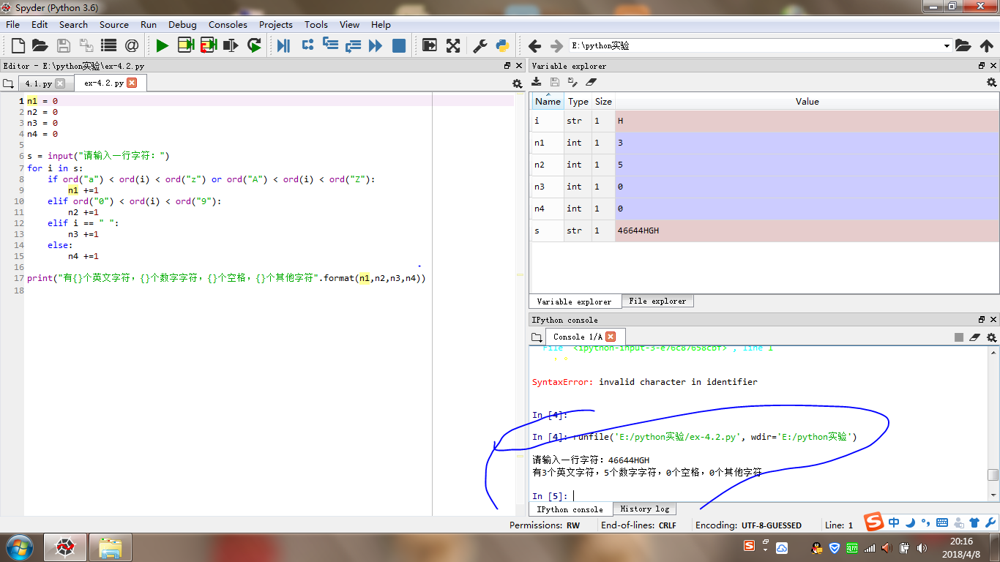 Spyder (Python 3.6)
File Edit Search Source Run Debug Consoles Projects Tools View Help
E:\python实验
Editor - E:\python实验\ex-4.2.py
4.1.py ex-4.2.py
1 n1 = 0
2 n2 = 0
3 n3 = 0
4 n4 = 0
5
6 s = input("请输入一行字符：")
7 for i in s:
8 if ord("a") < ord(i) < ord("z") or ord("A") < ord(i) < ord("Z"):
9 n1 +=1
10 elif ord("0") < ord(i) < ord("9"):
11 n2 +=1
12 elif i == " ":
13 n3 +=1
14 else:
15 n4 +=1
16
17 print("有{}个英文字符，{}个数字字符，{}个空格，{}个其他字符".format(n1,n2,n3,n4))
18
Variable explorer
Name Type Size Value
i str 1 H
n1 int 1 3
n2 int 1 5
n3 int 1 0
n4 int 1 0
s str 1 46644HGH
Variable explorer File explorer
IPython console
Console 1/A
File "<ipython-input-3-e76c87658cbf>", line 1
' ^
SyntaxError: invalid character in identifier
In [4]:
In [4]: runfile('E:/python实验/ex-4.2.py', wdir='E:/python实验')
请输入一行字符：46644HGH
有3个英文字符，5个数字字符，0个空格，0个其他字符
In [5]:
IPython console History log
Permissions: RW End-of-lines: CRLF Encoding: UTF-8-GUESSED Line: 1
中
20:16
2018/4/8